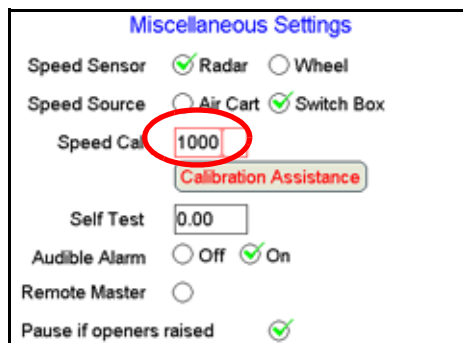 Miscellaneous Settings
Speed Sensor Radar Wheel
Speed Source Air Cart Switch Box
Speed Cal 1000
Calibration Assistance
Self Test 0.00
Audible Alarm Off On
Remote Master
Pause if openers raised